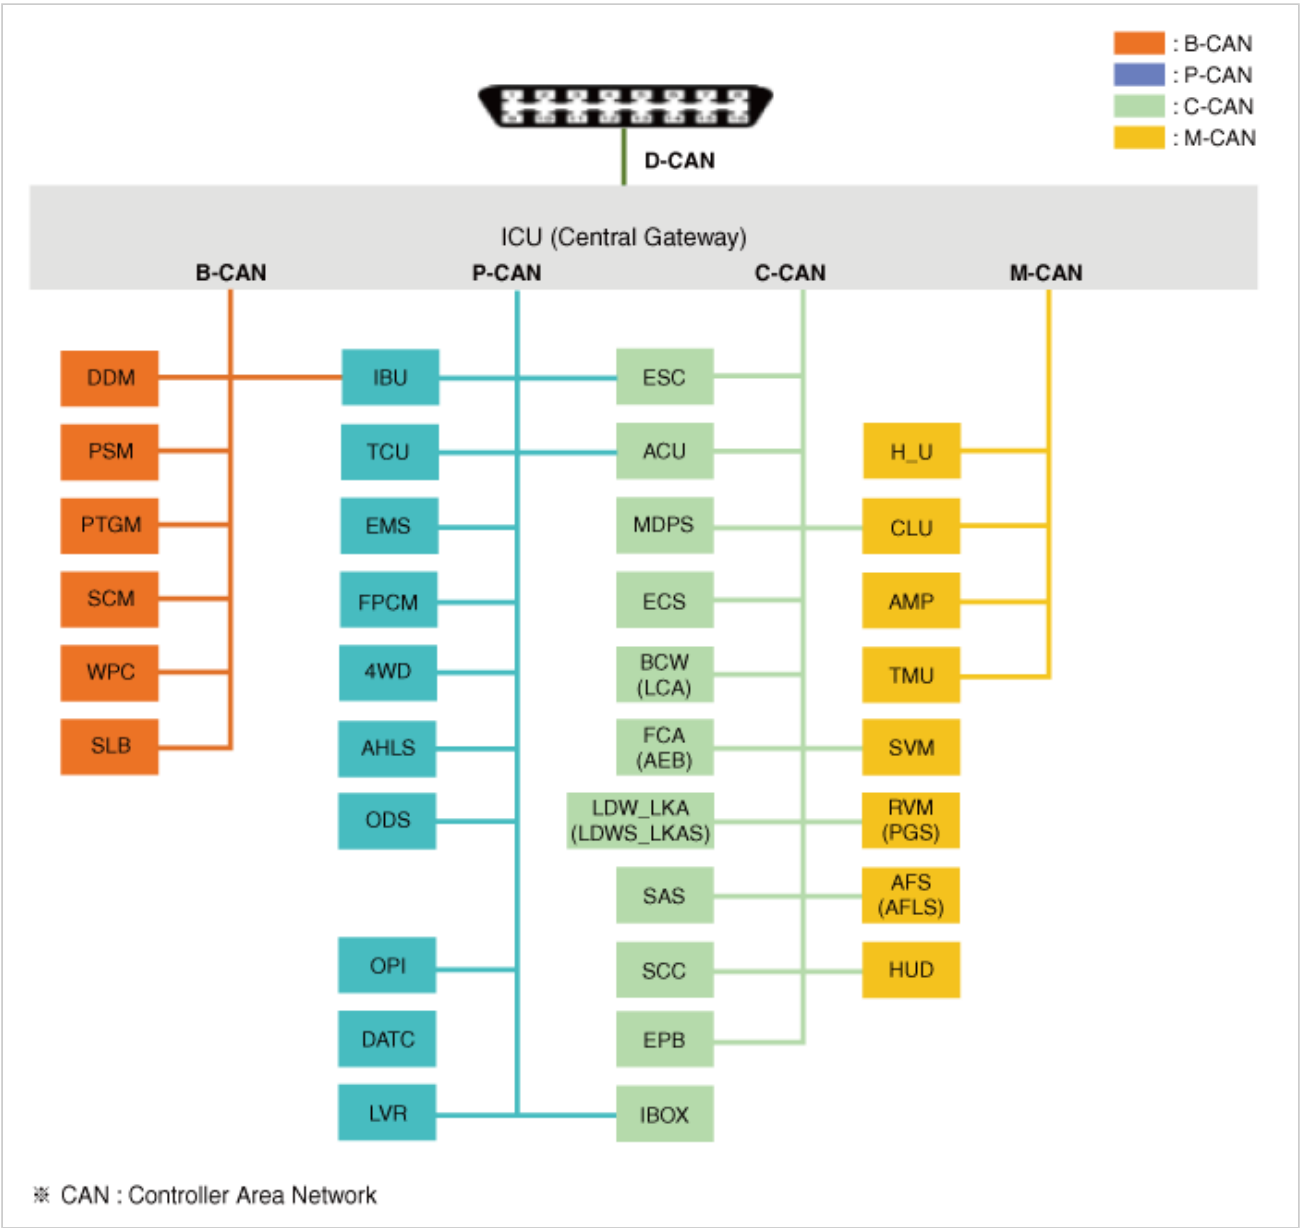 : B-CAN
: P-CAN
: C-CAN
: M-CAN
D-CAN
ICU (Central Gateway)
B-CAN P-CAN C-CAN M-CAN
DDM IBU ESC
PSM TCU ACU H_U
PTGM EMS MDPS CLU
SCM FPCM ECS AMP
WPC 4WD BCW
(LCA) TMU
SLB AHLS FCA
(AEB) SVM
ODS LDW_LKA
(LDWS_LKAS) RVM
(PGS)
SAS AFS
(AFLS)
OPI SCC HUD
DATC EPB
LVR IBOX
※ CAN : Controller Area Network